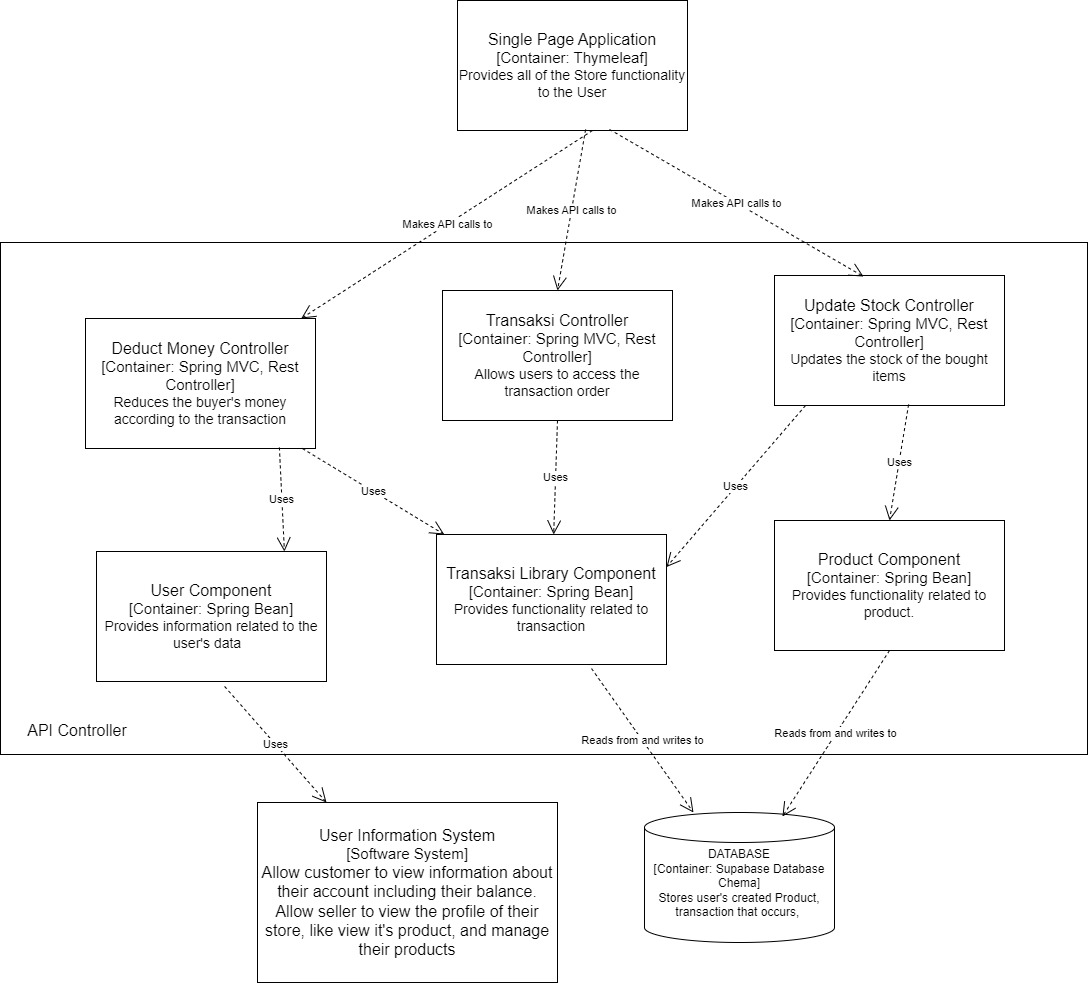 Single Page Application
[Container: Thymeleaf]
Provides all of the Store functionality
to the User
Makes API calls to
Makes API calls to
Makes API calls to
Deduct Money Controller
[Container: Spring MVC, Rest
Controller]
Reduces the buyer's money
according to the transaction
Transaksi Controller
[Container: Spring MVC, Rest
Controller]
Allows users to access the
transaction order
Update Stock Controller
[Container: Spring MVC, Rest
Controller]
Updates the stock of the bought
items
Uses
Uses
Uses
Uses
Uses
User Component
[Container: Spring Bean]
Provides information related to the
user's data
Transaksi Library Component
[Container: Spring Bean]
Provides functionality related to
transaction
Product Component
[Container: Spring Bean]
Provides functionality related to
product.
API Controller
Uses
Reads from and writes to
Reads from and writes to
User Information System
[Software System]
Allow customer to view information about
their account including their balance.
Allow seller to view the profile of their
store, like view it's product, and manage
their products
DATABASE
[Container: Supabase Database
Chema]
Stores user's created Product,
transaction that occurs,